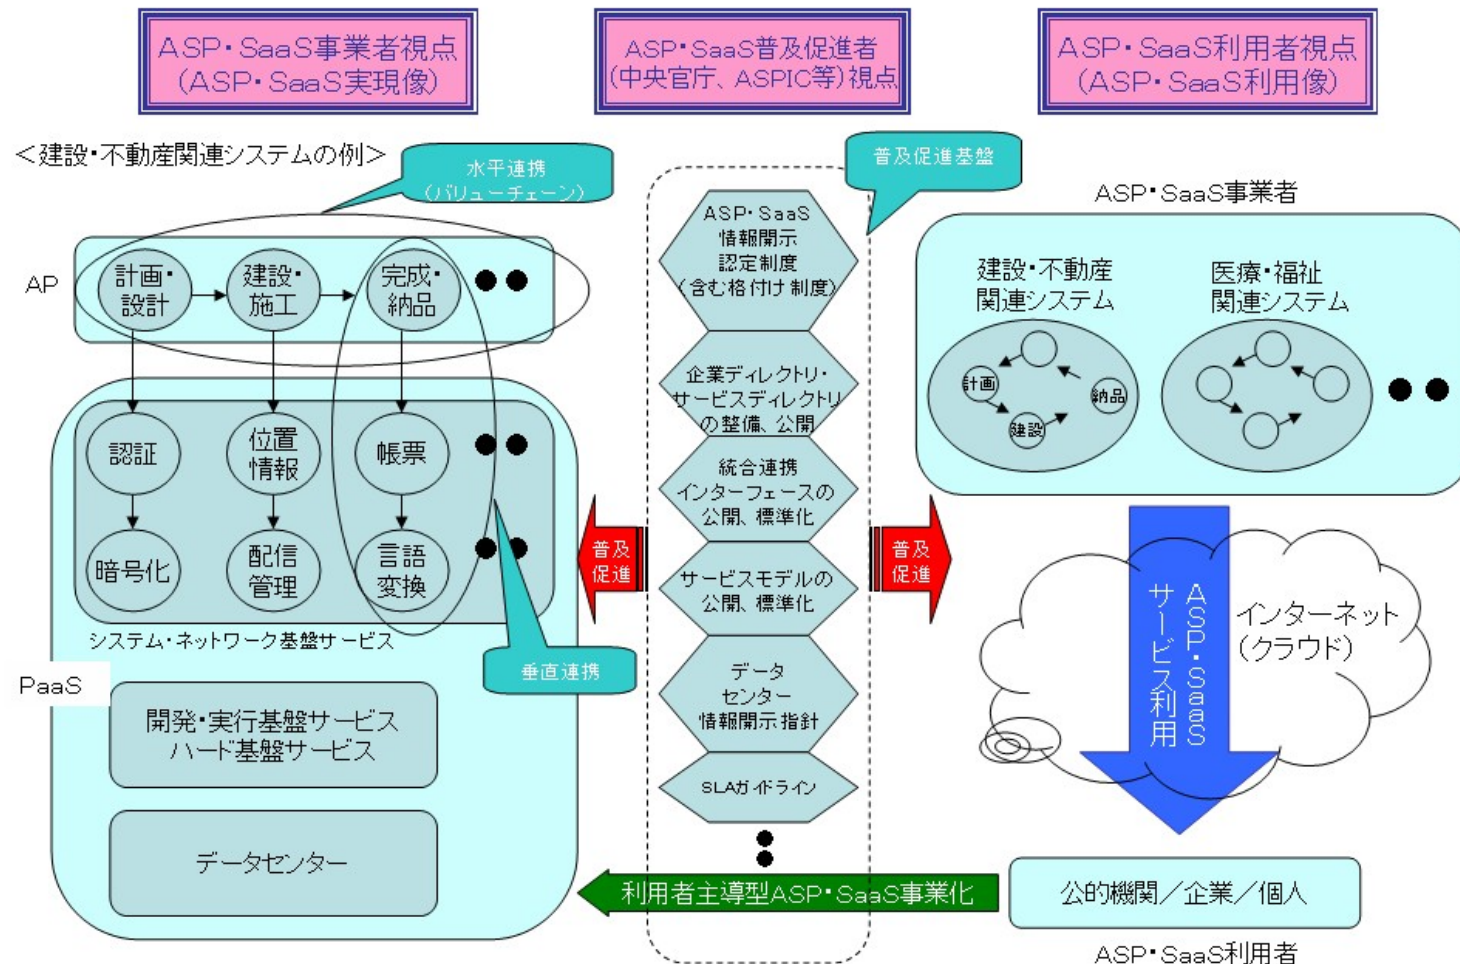 ASP・SaaS事業者視点
(ASP・SaaS実現像)
ASP・SaaS普及促進者
(中央官庁、ASPIC等)視点
ASP・SaaS利用者視点
(ASP・SaaS利用像)
＜建設・不動産関連システムの例＞
水平連携
(バリューチェーン)
AP
計画・
設計
建設・
施工
完成・
納品
認証
位置
情報
帳票
暗号化
配信
管理
言語
変換
システム・ネットワーク基盤サービス
垂直連携
PaaS
開発・実行基盤サービス
ハード基盤サービス
データセンター
普及促進基盤
ASP・SaaS
情報開示
認定制度
(含む格付け制度)
企業ディレクトリ・
サービスディレクトリ
の整備、公開
統合連携
インターフェースの
公開、標準化
サービスモデルの
公開、標準化
データ
センター
情報開示指針
SLAガイドライン
普及
促進
普及
促進
ASP・SaaS事業者
建設・不動産
関連システム
計画
建設
納品
医療・福祉
関連システム
ASP・SaaS
サービス利用
インターネット
(クラウド)
利用者主導型ASP・SaaS事業化
公的機関／企業／個人
ASP・SaaS利用者